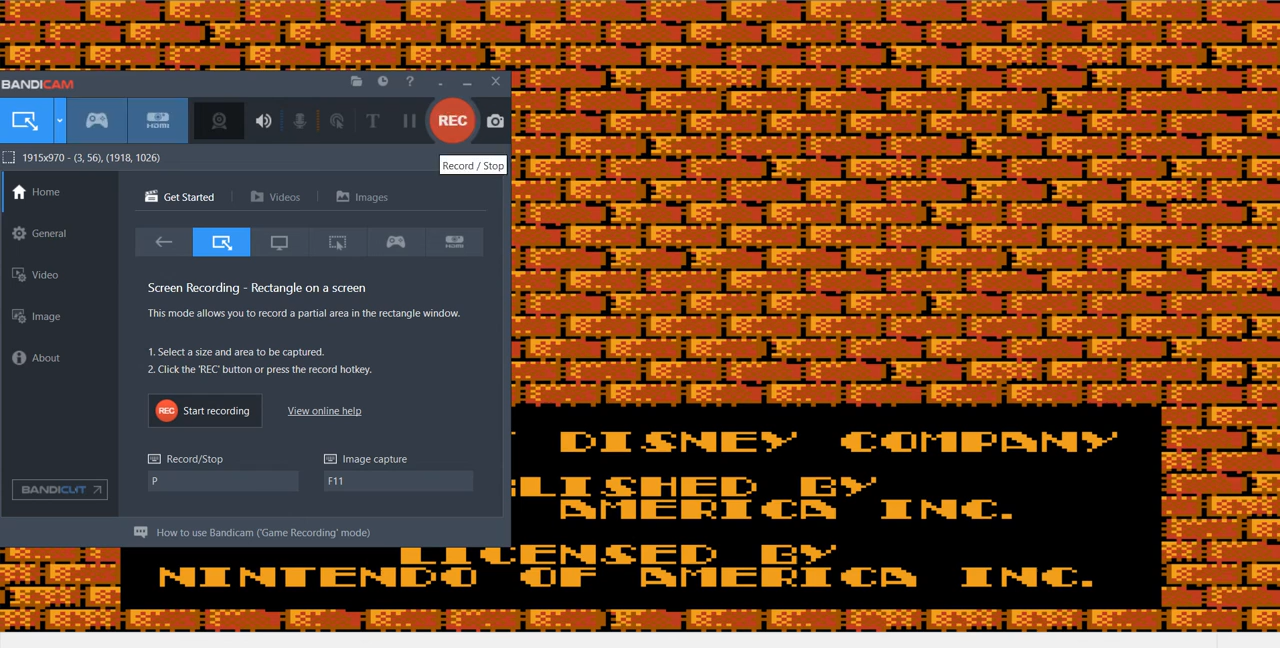 BANDICAM
HDMI
T
REC
1915x970 - (3, 56), (1918, 1026)
Record / Stop
Home
General
Video
Image
About
BANDICUT
Get Started
Videos
Images
HDMI
Screen Recording - Rectangle on a screen
This mode allows you to record a partial area in the rectangle window.
1. Select a size and area to be captured.
2. Click the 'REC' button or press the record hotkey.
REC Start recording
View online help
Record/Stop
Image capture
P
F11
How to use Bandicam ('Game Recording' mode)
DISNEY COMPANY
LISHED BY
AMERICA INC.
LICENSED BY
NINTENDO OF AMERICA INC.